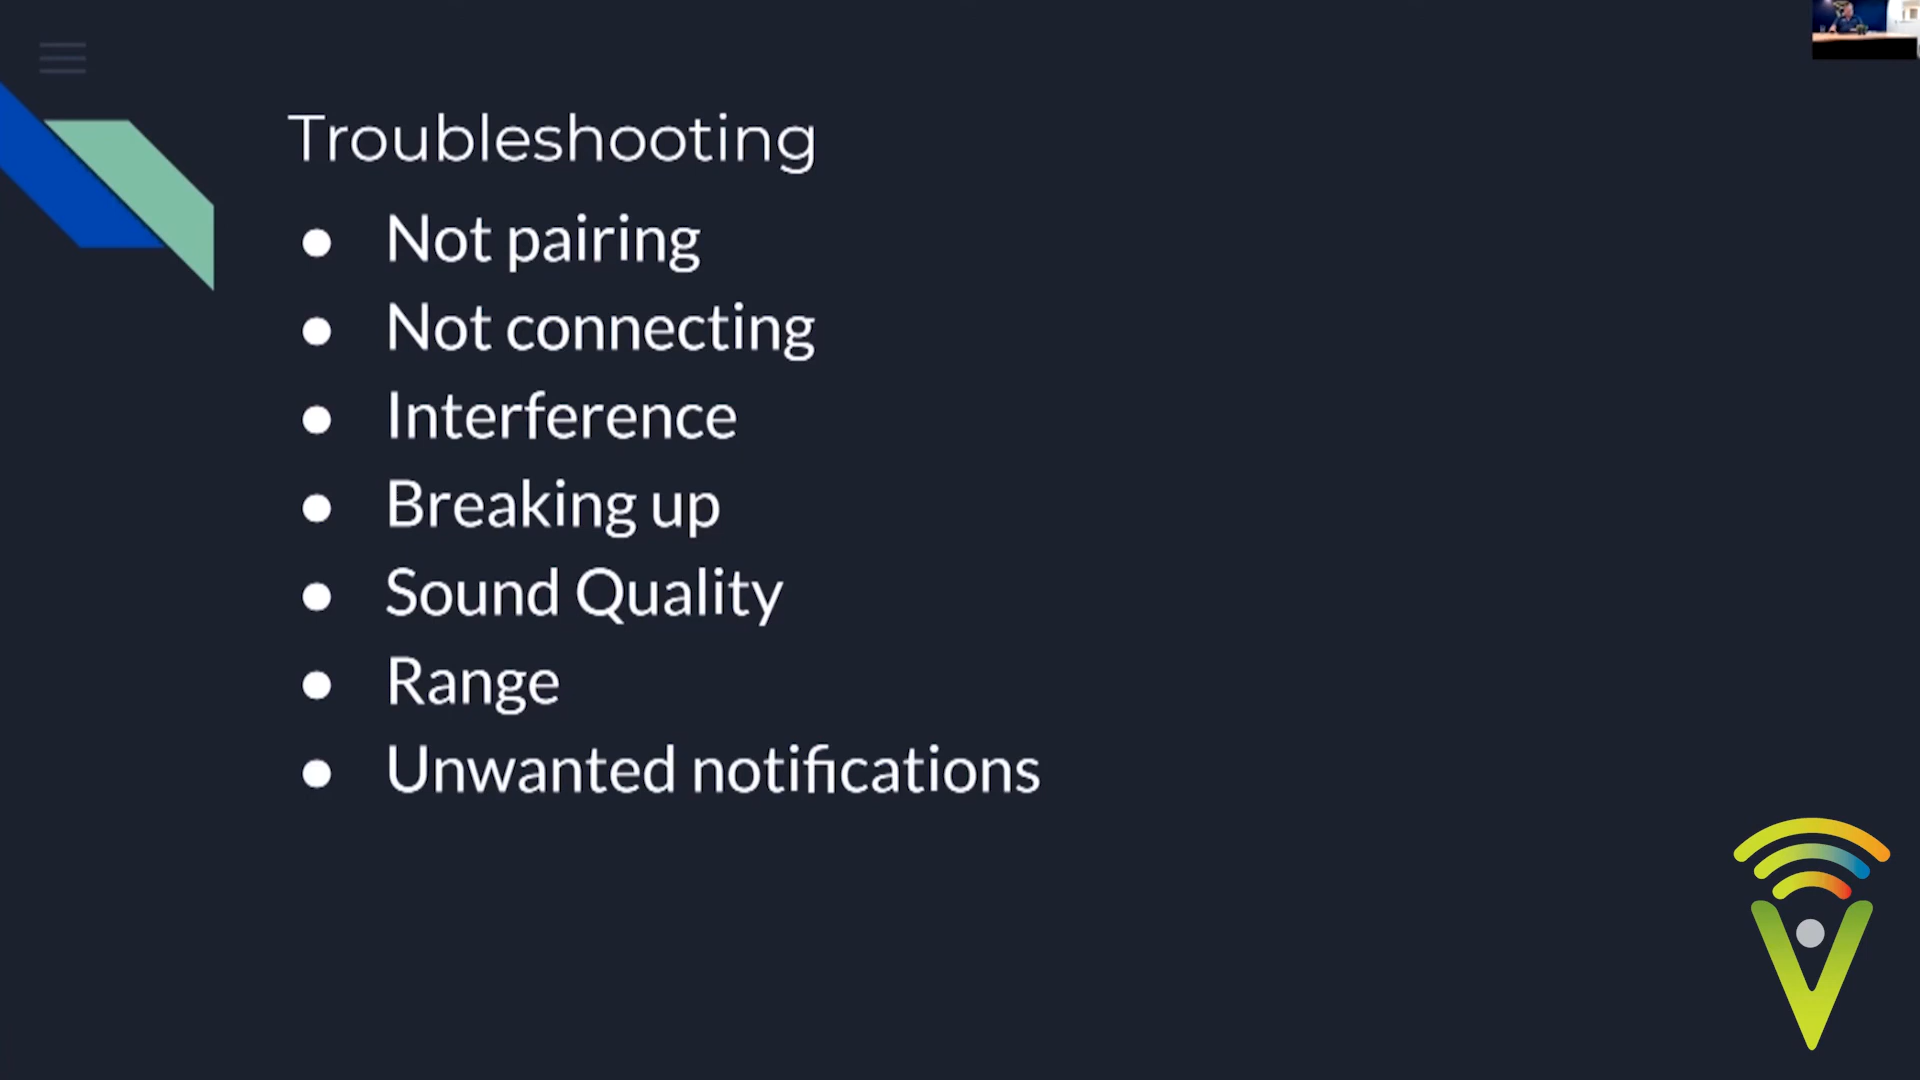 Troubleshooting
● Not pairing
● Not connecting
● Interference
● Breaking up
● Sound Quality
● Range
● Unwanted notifications